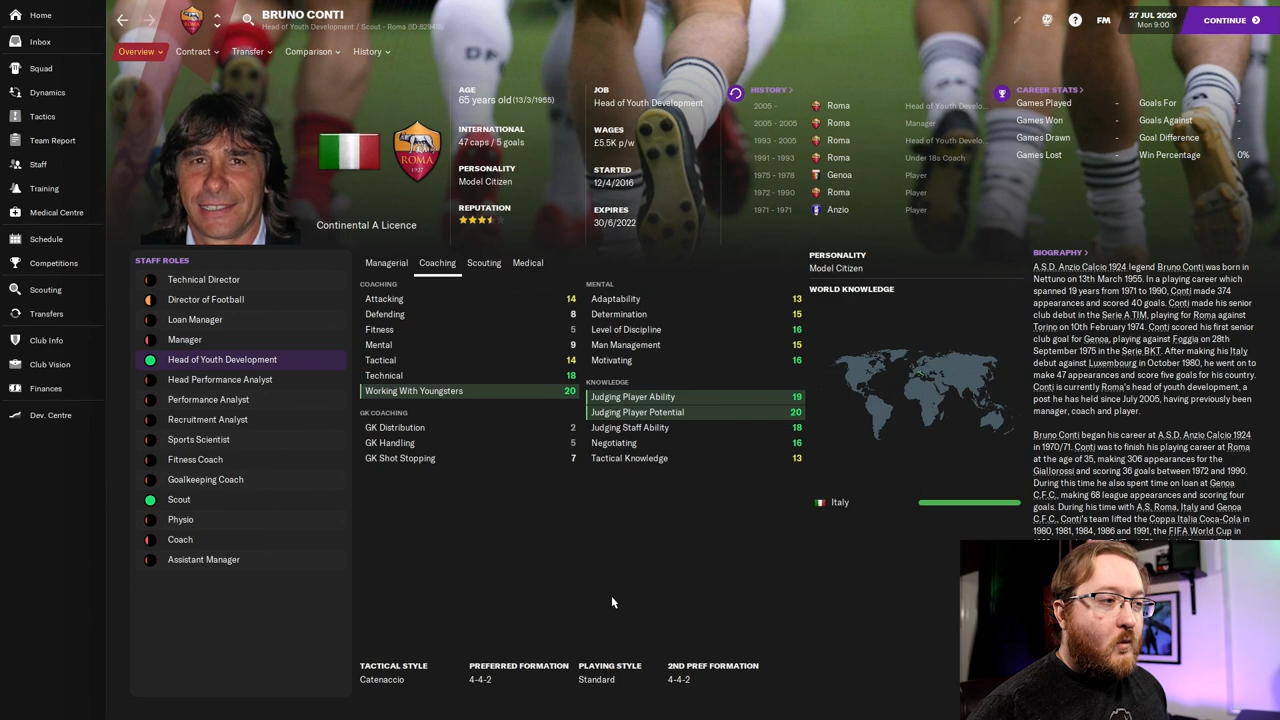 Home
Inbox
Squad
Dynamics
Tactics
Team Report
Staff
Training
Medical Centre
Schedule
Competitions
Scouting
Transfers
Club Info
Club Vision
Finances
Dev. Centre
BRUNO CONTI
Head of Youth Development / Scout - Roma
FM
27 JUL 2020
Mon 9:00
CONTINUE
Overview
Contract
Transfer
Comparison
History
Continental A Licence
AGE
65 years old (13/3/1955)
INTERNATIONAL
47 caps / 5 goals
PERSONALITY
Model Citizen
REPUTATION
JOB
Head of Youth Development
WAGES
£5.5K p/w
STARTED
12/4/2016
EXPIRES
30/6/2022
HISTORY >
2005 - Roma Head of Youth Develo...
2005 - 2005 Roma Manager
1993 - 2005 Roma Head of Youth Develo...
1991 - 1993 Roma Under 18s Coach
1975 - 1978 Genoa Player
1972 - 1990 Roma Player
1971 - 1971 Anzio Player
CAREER STATS >
Games Played - Goals For -
Games Won - Goals Against -
Games Drawn - Goal Difference -
Games Lost - Win Percentage 0%
STAFF ROLES
Technical Director
Director of Football
Loan Manager
Manager
Head of Youth Development
Head Performance Analyst
Performance Analyst
Recruitment Analyst
Sports Scientist
Fitness Coach
Goalkeeping Coach
Scout
Physio
Coach
Assistant Manager
Managerial Coaching Scouting Medical
COACHING
Attacking 14
Defending 8
Fitness 5
Mental 9
Tactical 14
Technical 18
Working With Youngsters 20
GK COACHING
GK Distribution 2
GK Handling 5
GK Shot Stopping 7
MENTAL
Adaptability 13
Determination 15
Level of Discipline 16
Man Management 15
Motivating 16
KNOWLEDGE
Judging Player Ability 19
Judging Player Potential 20
Judging Staff Ability 18
Negotiating 16
Tactical Knowledge 13
PERSONALITY
Model Citizen
WORLD KNOWLEDGE
Italy
BIOGRAPHY >
A.S.D. Anzio Calcio 1924 legend Bruno Conti was born in
Nettuno on 13th March 1955. In a playing career which
spanned 19 years from 1971 to 1990, Conti made 374
appearances and scored 40 goals. Conti made his senior
club debut in the Serie A TIM, playing for Roma against
Torino on 10th February 1974. Conti scored his first senior
club goal for Genoa, playing against Foggia on 28th
September 1975 in the Serie BKT. After making his Italy
debut against Luxembourg in October 1980, he went on to
make 47 appearances and score five goals for his country.
Conti is currently Roma's head of youth development, a
post he has held since July 2005, having previously been
manager, coach and player.
Bruno Conti began his career at A.S.D. Anzio Calcio 1924
in 1970/71. Conti was to finish his playing career at Roma
at the age of 35, making 306 appearances for the
Giallorossi and scoring 36 goals between 1972 and 1990.
During this time he also spent time on loan at Genoa
C.F.C., making 68 league appearances and scoring four
goals. During his time with A.S. Roma, Italy and Genoa
C.F.C., Conti's team lifted the Coppa Italia Coca-Cola in
1980, 1981, 1984, 1986 and 1991, the FIFA World Cup in
TACTICAL STYLE
Catenaccio
PREFERRED FORMATION
4-4-2
PLAYING STYLE
Standard
2ND PREF FORMATION
4-4-2